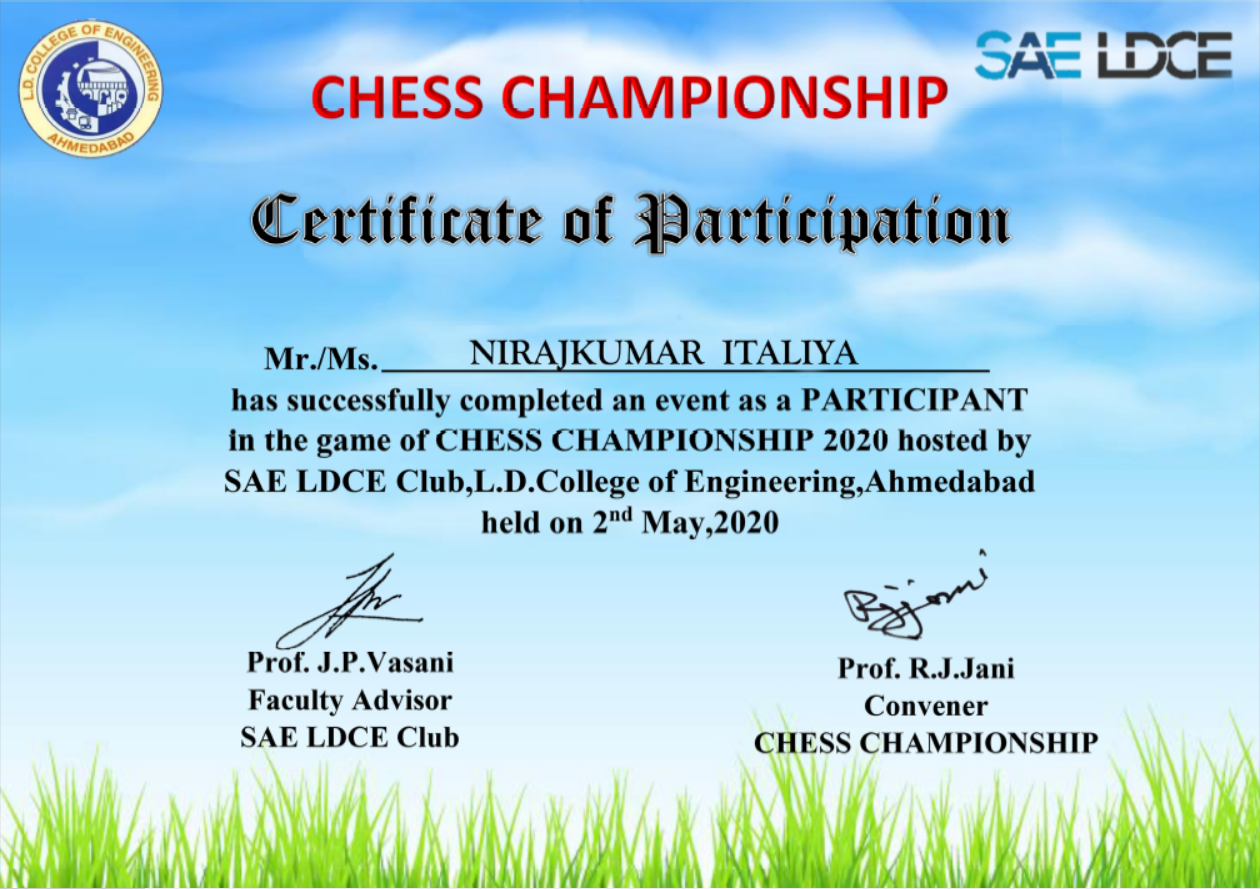 L.D. COLLEGE OF ENGINEERING
AHMEDABAD
SAE LDCE
CHESS CHAMPIONSHIP
Certificate of Participation
Mr./Ms. NIRAJKUMAR ITALIYA
has successfully completed an event as a PARTICIPANT
in the game of CHESS CHAMPIONSHIP 2020 hosted by
SAE LDCE Club,L.D.College of Engineering,Ahmedabad
held on 2nd May,2020
Prof. J.P.Vasani
Faculty Advisor
SAE LDCE Club
Rjjani
Prof. R.J.Jani
Convener
CHESS CHAMPIONSHIP